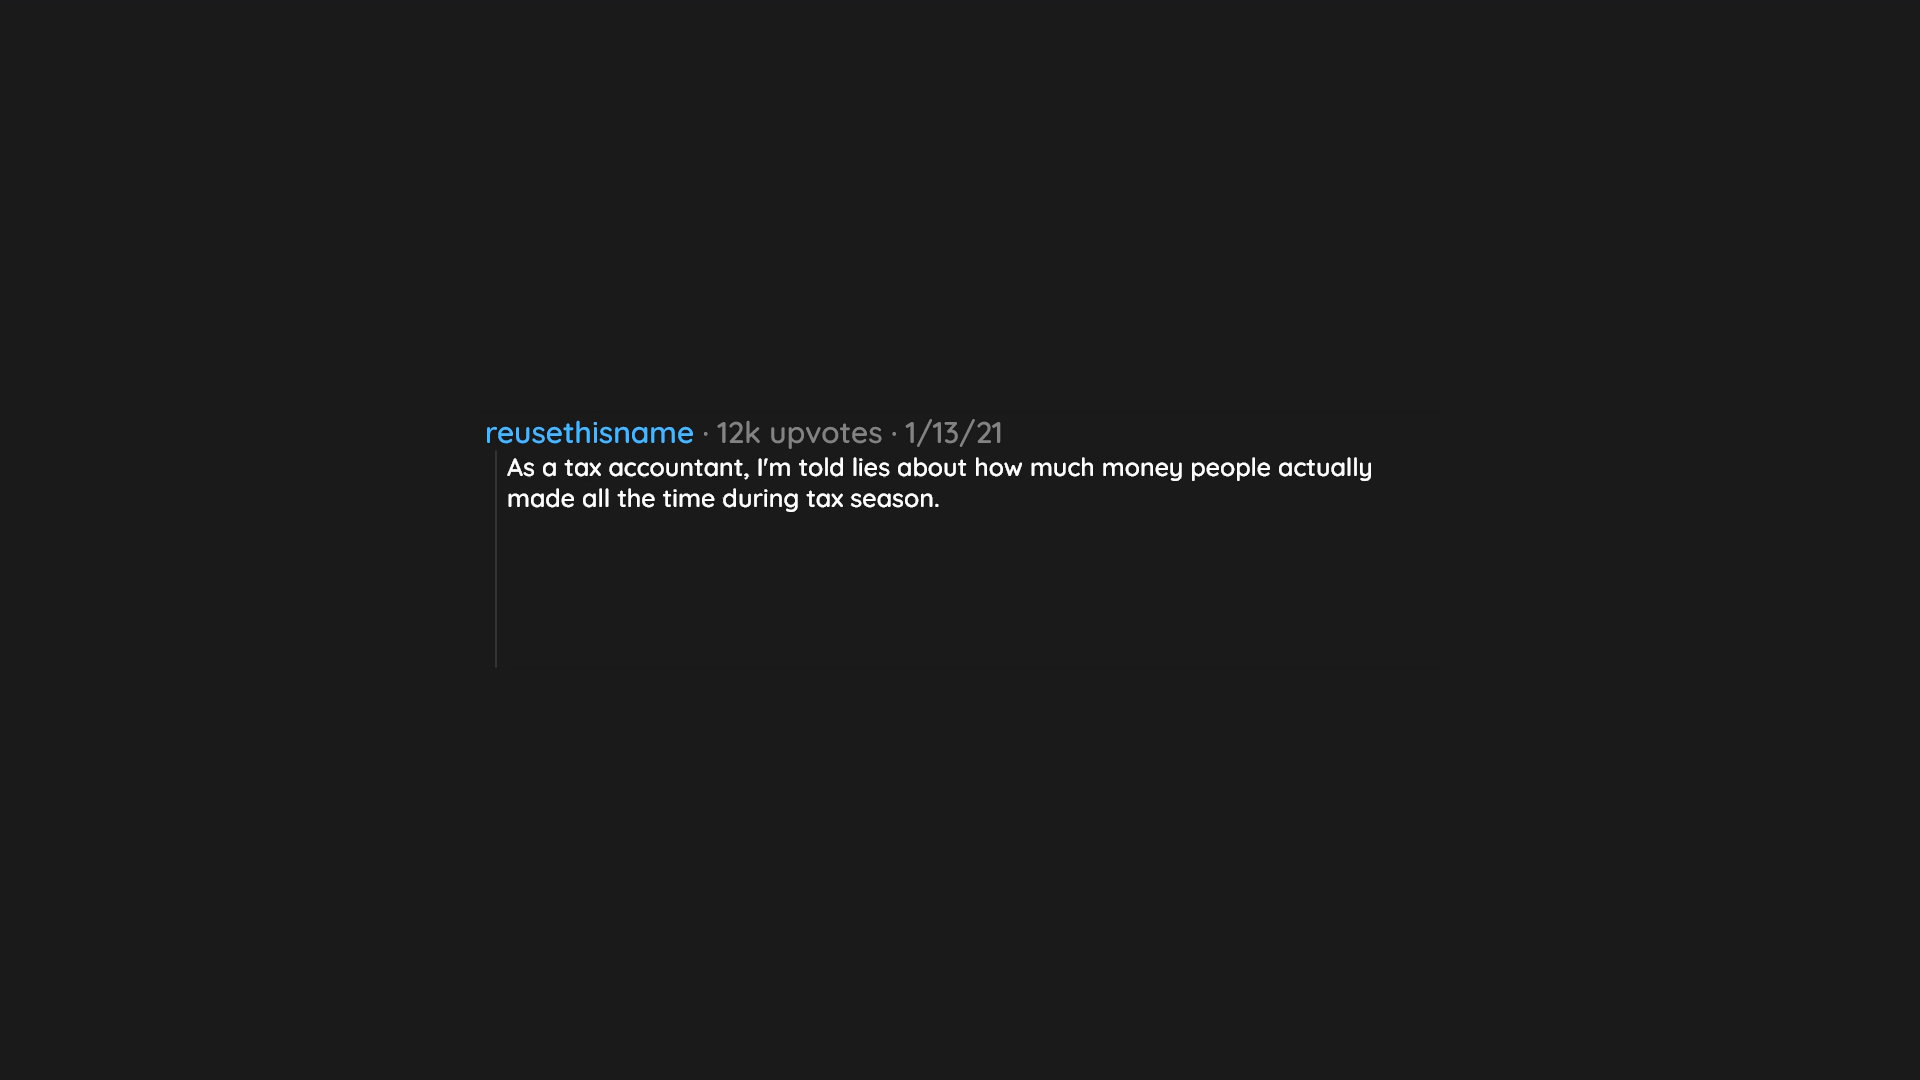 reusethisname · 12k upvotes · 1/13/21
As a tax accountant, I'm told lies about how much money people actually
made all the time during tax season.